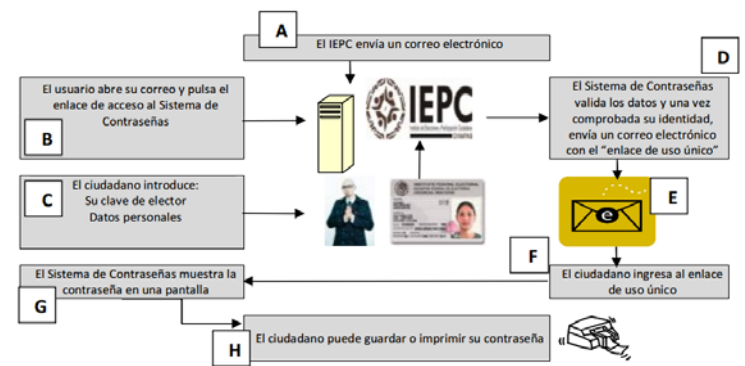 A
El IEPC envía un correo electrónico
D
El usuario abre su correo y pulsa el
enlace de acceso al Sistema de
Contraseñas
B
IEPC
El Sistema de Contraseñas
valida los datos y una vez
comprobada su identidad,
envía un correo electrónico
con el "enlace de uso único"
C
El ciudadano introduce:
Su clave de elector
Datos personales
INSTITUTO FEDERAL ELECTORAL
e
E
F
El ciudadano ingresa al enlace
de uso único
El Sistema de Contraseñas muestra la
contraseña en una pantalla
G
H
El ciudadano puede guardar o imprimir su contraseña